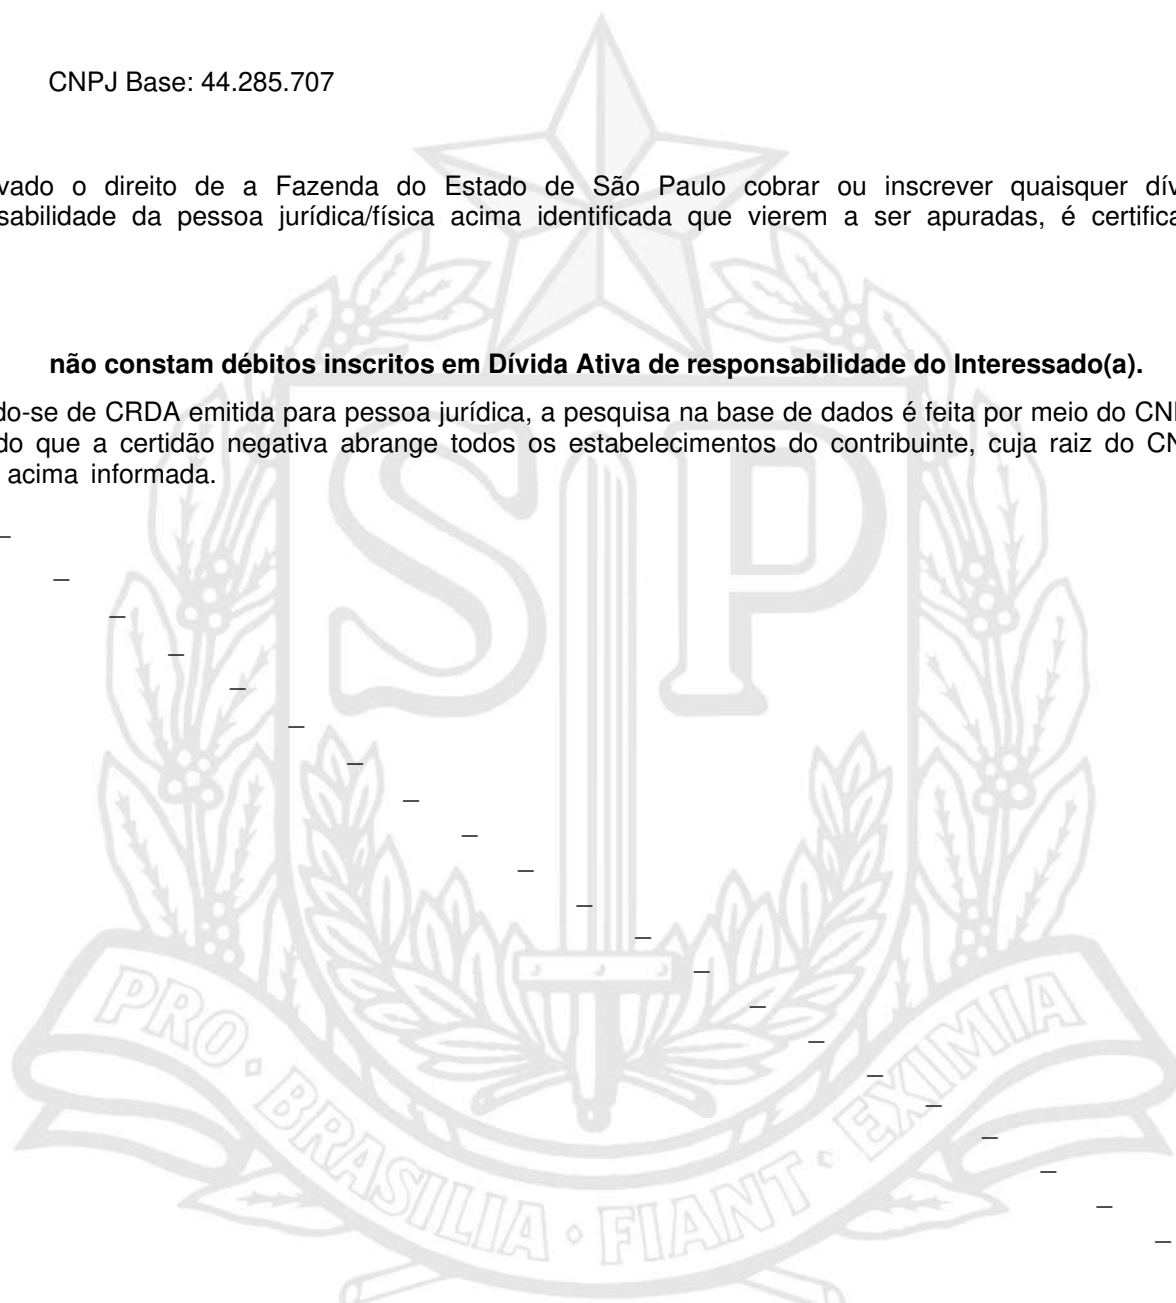 CNPJ Base: 44.285.707
vado o direito de a Fazenda do Estado de São Paulo cobrar ou inscrever quaisquer dív
sabilidade da pessoa jurídica/física acima identificada que vierem a ser apuradas, é certifica
não constam débitos inscritos em Dívida Ativa de responsabilidade do Interessado(a).
do-se de CRDA emitida para pessoa jurídica, a pesquisa na base de dados é feita por meio do CN
do que a certidão negativa abrange todos os estabelecimentos do contribuinte, cuja raiz do CN
acima informada.
SP
PRO • BRASILIA • FIANT • EXIMIA